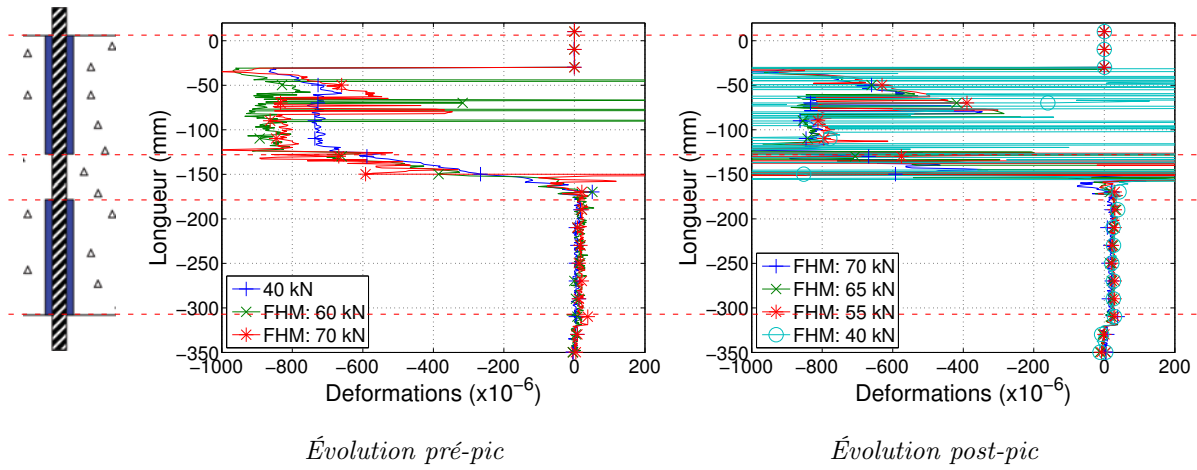 0
−50
−100
−150
−200
−250
−300
−350
−1000 −800 −600 −400 −200 0 200
Longueur (mm)
Deformations (x10⁻⁶)
40 kN
FHM: 60 kN
FHM: 70 kN
Évolution pré-pic
0
−50
−100
−150
−200
−250
−300
−350
−1000 −800 −600 −400 −200 0 200
Longueur (mm)
Deformations (x10⁻⁶)
FHM: 70 kN
FHM: 65 kN
FHM: 55 kN
FHM: 40 kN
Évolution post-pic